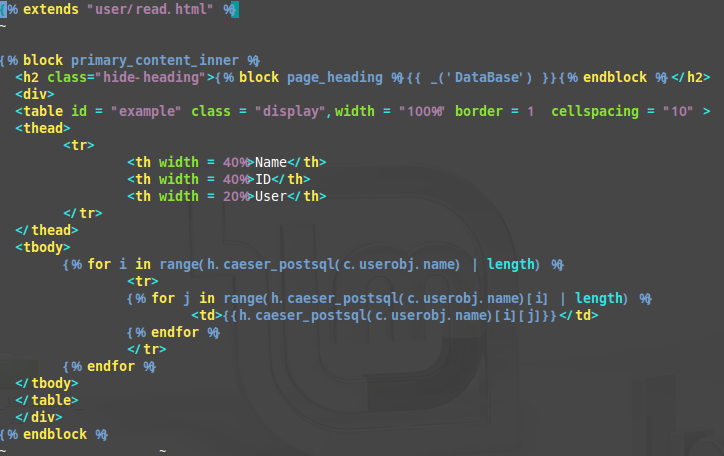 {% extends "user/read.html" %}
~
{% block primary_content_inner %}
<h2 class="hide-heading">{% block page_heading %}{{ _('DataBase') }}{% endblock %}</h2>
<div>
<table id = "example" class = "display",width = "100%" border = 1 cellspacing = "10" >
<thead>
<tr>
<th width = 40%>Name</th>
<th width = 40%>ID</th>
<th width = 20%>User</th>
</tr>
</thead>
<tbody>
{% for i in range(h.caeser_postsql(c.userobj.name) | length) %}
<tr>
{% for j in range(h.caeser_postsql(c.userobj.name)[i] | length) %}
<td>{{h.caeser_postsql(c.userobj.name)[i][j]}}</td>
{% endfor %}
</tr>
{% endfor %}
</tbody>
</table>
</div>
{% endblock %}
~ ~